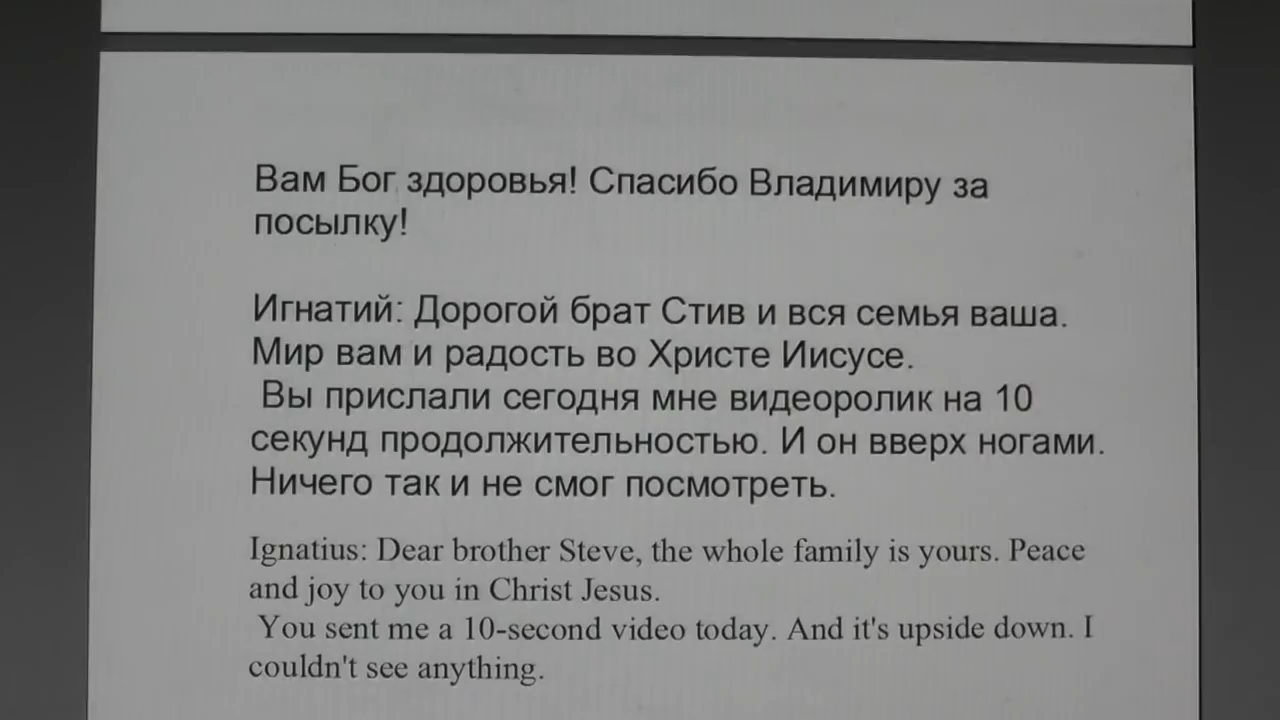 Вам Бог здоровья! Спасибо Владимиру за
посылку!
Игнатий: Дорогой брат Стив и вся семья ваша.
Мир вам и радость во Христе Иисусе.
Вы прислали сегодня мне видеоролик на 10
секунд продолжительностью. И он вверх ногами.
Ничего так и не смог посмотреть.
Ignatius: Dear brother Steve, the whole family is yours. Peace
and joy to you in Christ Jesus.
You sent me a 10-second video today. And it's upside down. I
couldn't see anything.